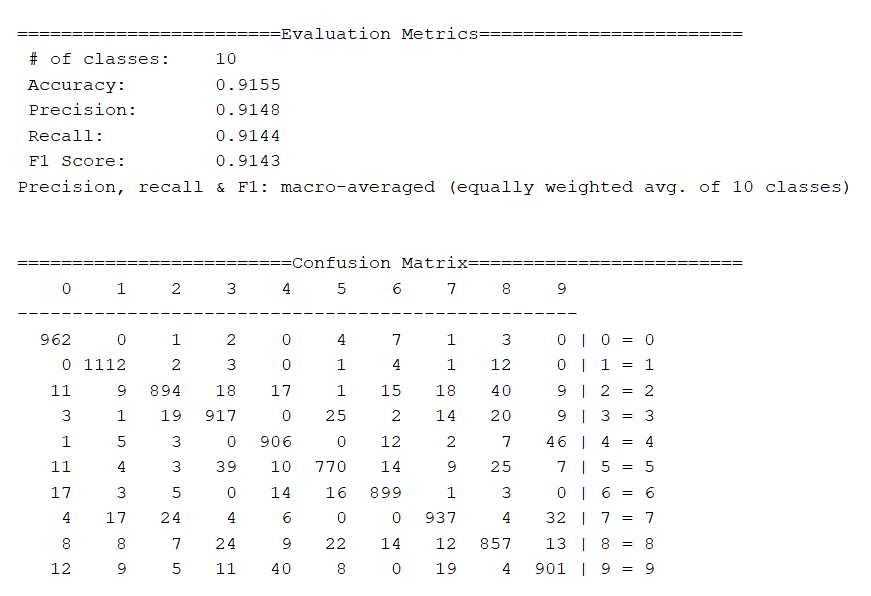 ========================Evaluation Metrics========================
# of classes: 10
Accuracy: 0.9155
Precision: 0.9148
Recall: 0.9144
F1 Score: 0.9143
Precision, recall & F1: macro-averaged (equally weighted avg. of 10 classes)
=========================Confusion Matrix=========================
0 1 2 3 4 5 6 7 8 9
---------------------------------------------------
962 0 1 2 0 4 7 1 3 0 | 0 = 0
0 1112 2 3 0 1 4 1 12 0 | 1 = 1
11 9 894 18 17 1 15 18 40 9 | 2 = 2
3 1 19 917 0 25 2 14 20 9 | 3 = 3
1 5 3 0 906 0 12 2 7 46 | 4 = 4
11 4 3 39 10 770 14 9 25 7 | 5 = 5
17 3 5 0 14 16 899 1 3 0 | 6 = 6
4 17 24 4 6 0 0 937 4 32 | 7 = 7
8 8 7 24 9 22 14 12 857 13 | 8 = 8
12 9 5 11 40 8 0 19 4 901 | 9 = 9